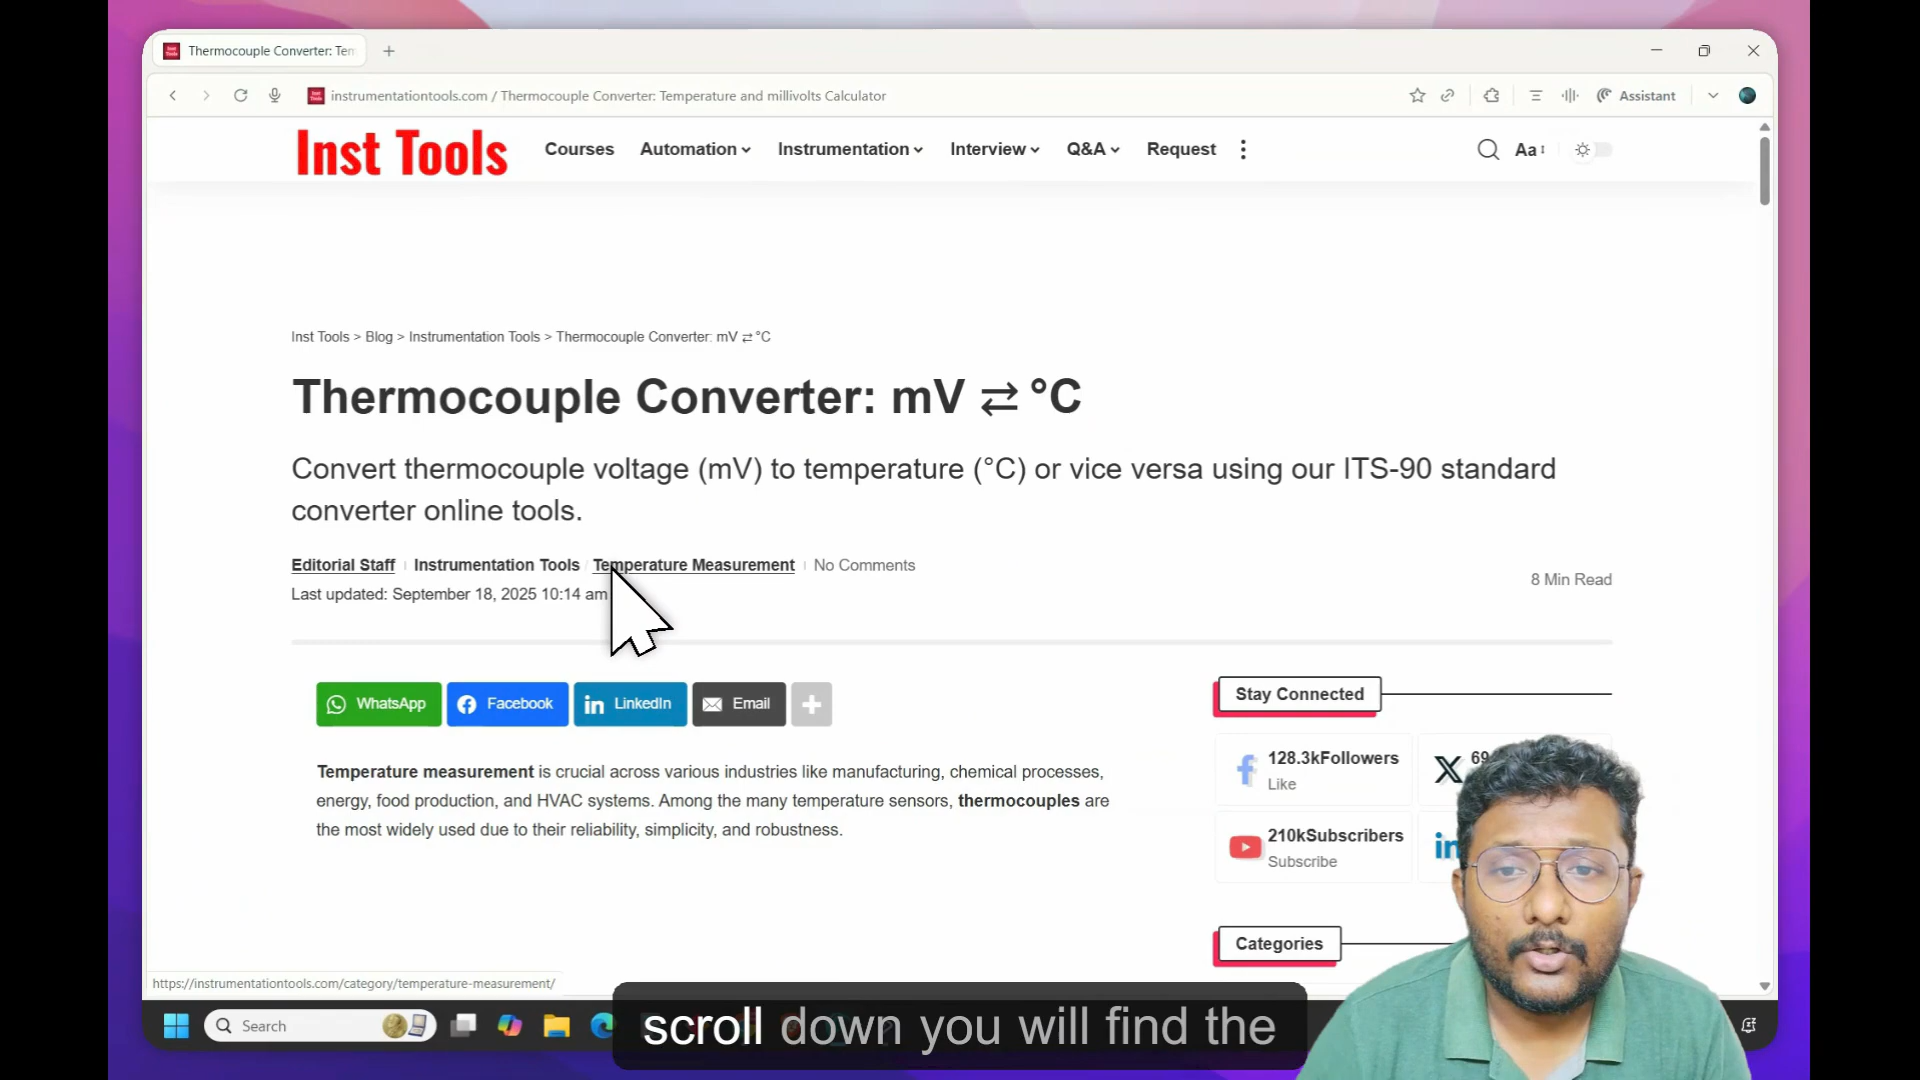 Thermocouple Converter: Tem
instrumentationtools.com / Thermocouple Converter: Temperature and millivolts Calculator
Assistant
Inst Tools
Courses
Automation
Instrumentation
Interview
Q&A
Request
Aa
Inst Tools > Blog > Instrumentation Tools > Thermocouple Converter: mV ⇄ °C
Thermocouple Converter: mV ⇄ °C
Convert thermocouple voltage (mV) to temperature (°C) or vice versa using our ITS-90 standard
converter online tools.
Editorial Staff Instrumentation Tools Temperature Measurement No Comments
Last updated: September 18, 2025 10:14 am
8 Min Read
WhatsApp
Facebook
LinkedIn
Email
Temperature measurement is crucial across various industries like manufacturing, chemical processes,
energy, food production, and HVAC systems. Among the many temperature sensors, thermocouples are
the most widely used due to their reliability, simplicity, and robustness.
Stay Connected
128.3kFollowers
Like
210kSubscribers
Subscribe
Categories
https://instrumentationtools.com/category/temperature-measurement/
Search
scroll down you will find the